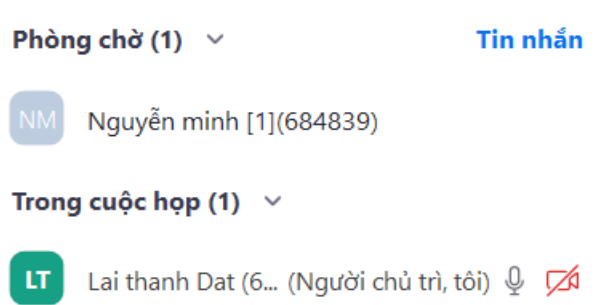 Phòng chờ (1) Tin nhắn
NM Nguyễn minh [1](684839)
Trong cuộc họp (1)
LT Lai thanh Dat (6... (Người chủ trì, tôi)